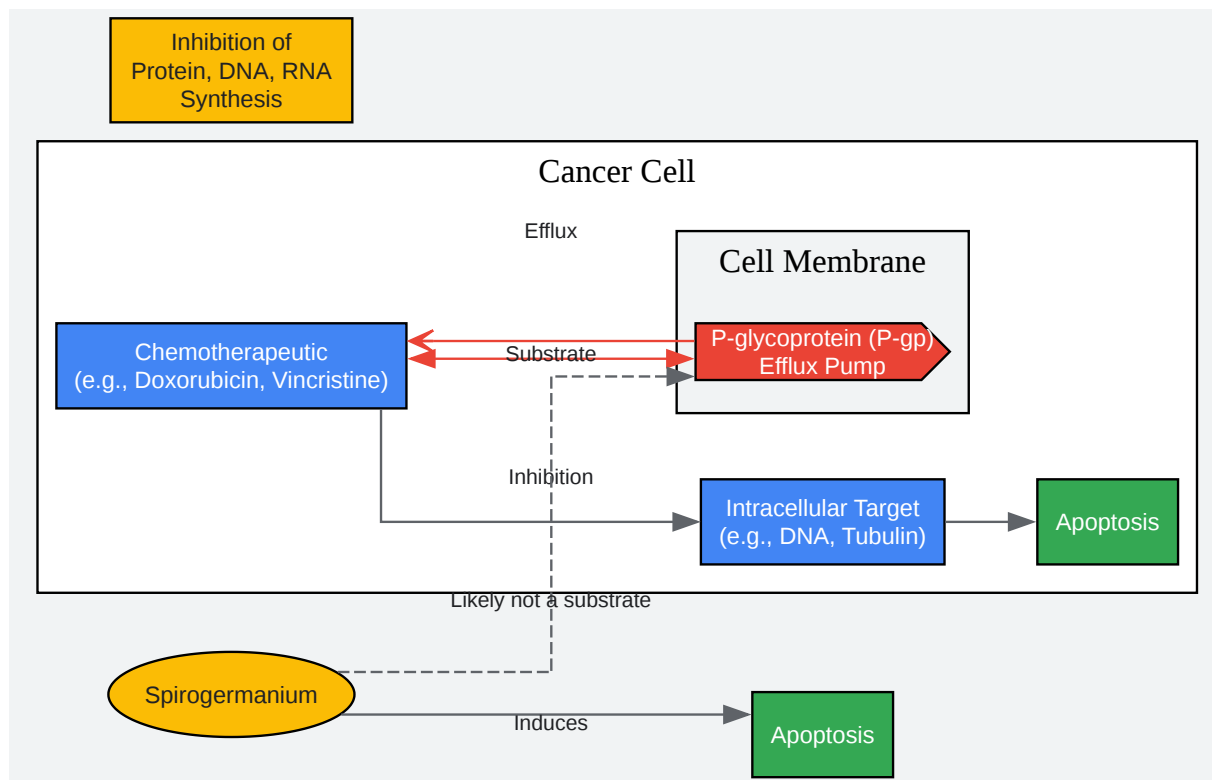 Inhibition of
Protein, DNA, RNA
Synthesis
Cancer Cell
Efflux
Cell Membrane
Chemotherapeutic
(e.g., Doxorubicin, Vincristine)
Substrate
P-glycoprotein (P-gp)
Efflux Pump
Inhibition
Intracellular Target
(e.g., DNA, Tubulin)
Apoptosis
Likely not a substrate
Spirogermanium
Induces
Apoptosis